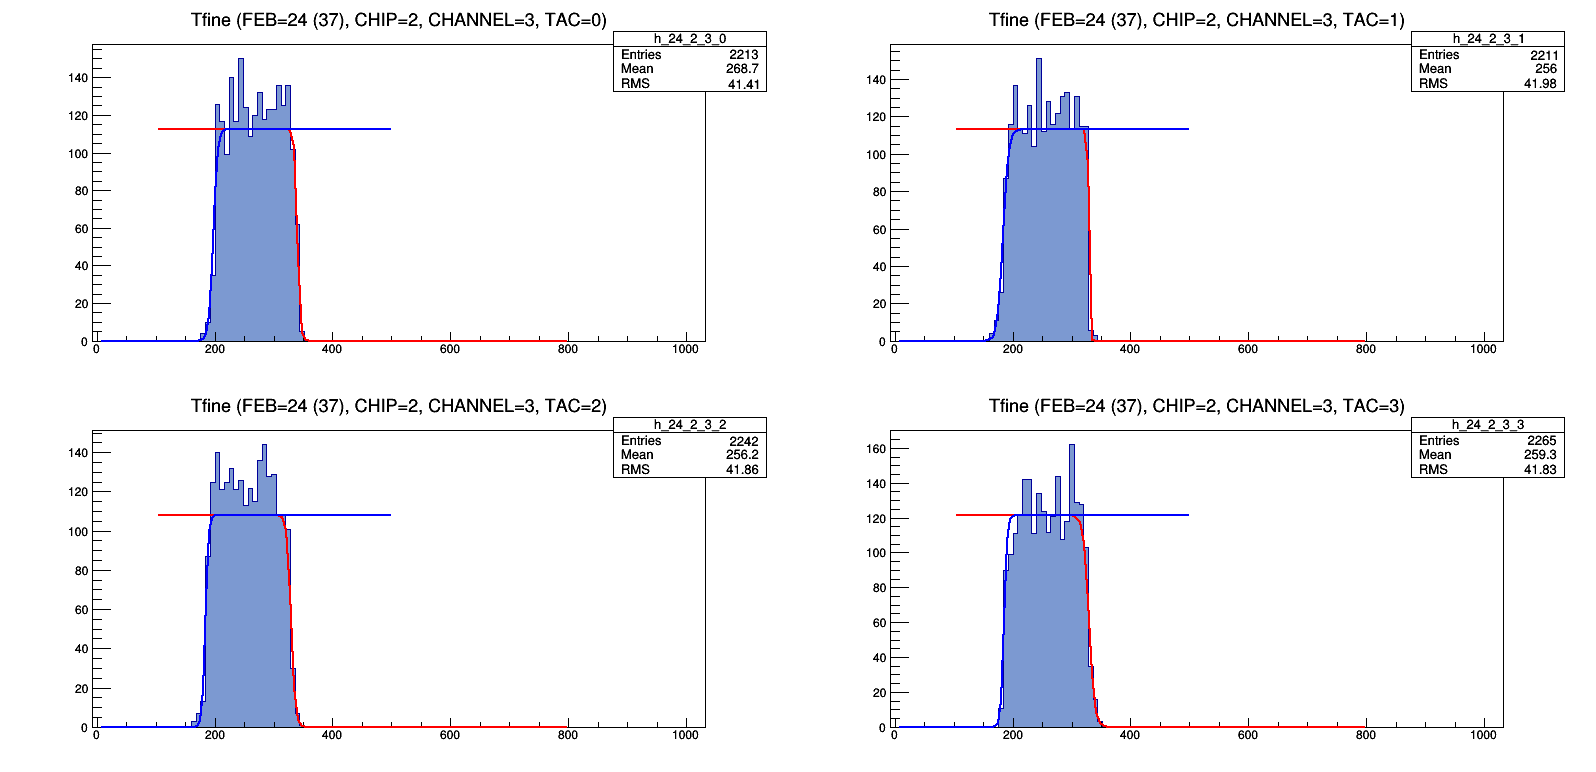 Tfine (FEB=24 (37), CHIP=2, CHANNEL=3, TAC=0)
h_24_2_3_0
Entries 2213
Mean 268.7
RMS 41.41
140
120
100
80
60
40
20
0
0 200 400 600 800 1000
Tfine (FEB=24 (37), CHIP=2, CHANNEL=3, TAC=1)
h_24_2_3_1
Entries 2211
Mean 256
RMS 41.98
140
120
100
80
60
40
20
0
0 200 400 600 800 1000
Tfine (FEB=24 (37), CHIP=2, CHANNEL=3, TAC=2)
h_24_2_3_2
Entries 2242
Mean 256.2
RMS 41.86
140
120
100
80
60
40
20
0
0 200 400 600 800 1000
Tfine (FEB=24 (37), CHIP=2, CHANNEL=3, TAC=3)
h_24_2_3_3
Entries 2265
Mean 259.3
RMS 41.83
160
140
120
100
80
60
40
20
0
0 200 400 600 800 1000